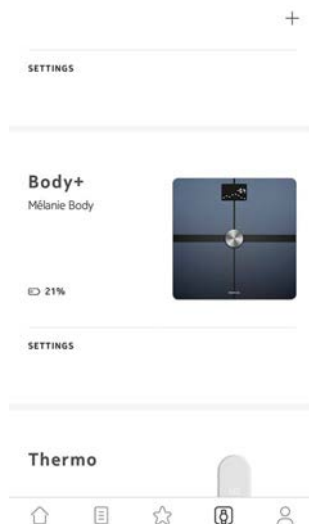 SETTINGS
Body+
Mélanie Body
21%
SETTINGS
Thermo